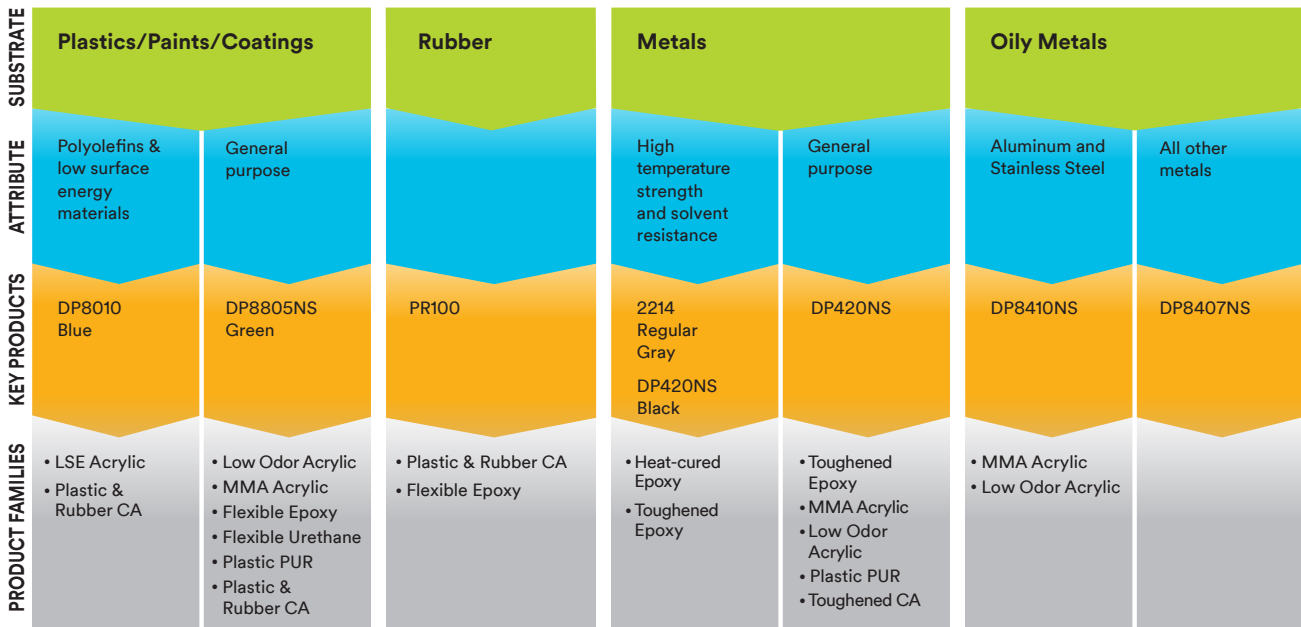 SUBSTRATE
Plastics/Paints/Coatings
Rubber
Metals
Oily Metals
ATTRIBUTE
Polyolefins &
low surface
energy
materials
General
purpose
High
temperature
strength
and solvent
resistance
General
purpose
Aluminum and
Stainless Steel
All other
metals
KEY PRODUCTS
DP8010
Blue
DP8805NS
Green
PR100
2214
Regular
Gray
DP420NS
Black
DP420NS
DP8410NS
DP8407NS
PRODUCT FAMILIES
• LSE Acrylic
• Plastic &
Rubber CA
• Low Odor Acrylic
• MMA Acrylic
• Flexible Epoxy
• Flexible Urethane
• Plastic PUR
• Plastic &
Rubber CA
• Plastic & Rubber CA
• Flexible Epoxy
• Heat-cured
Epoxy
• Toughened
Epoxy
• Toughened
Epoxy
• MMA Acrylic
• Low Odor
Acrylic
• Plastic PUR
• Toughened CA
• MMA Acrylic
• Low Odor Acrylic